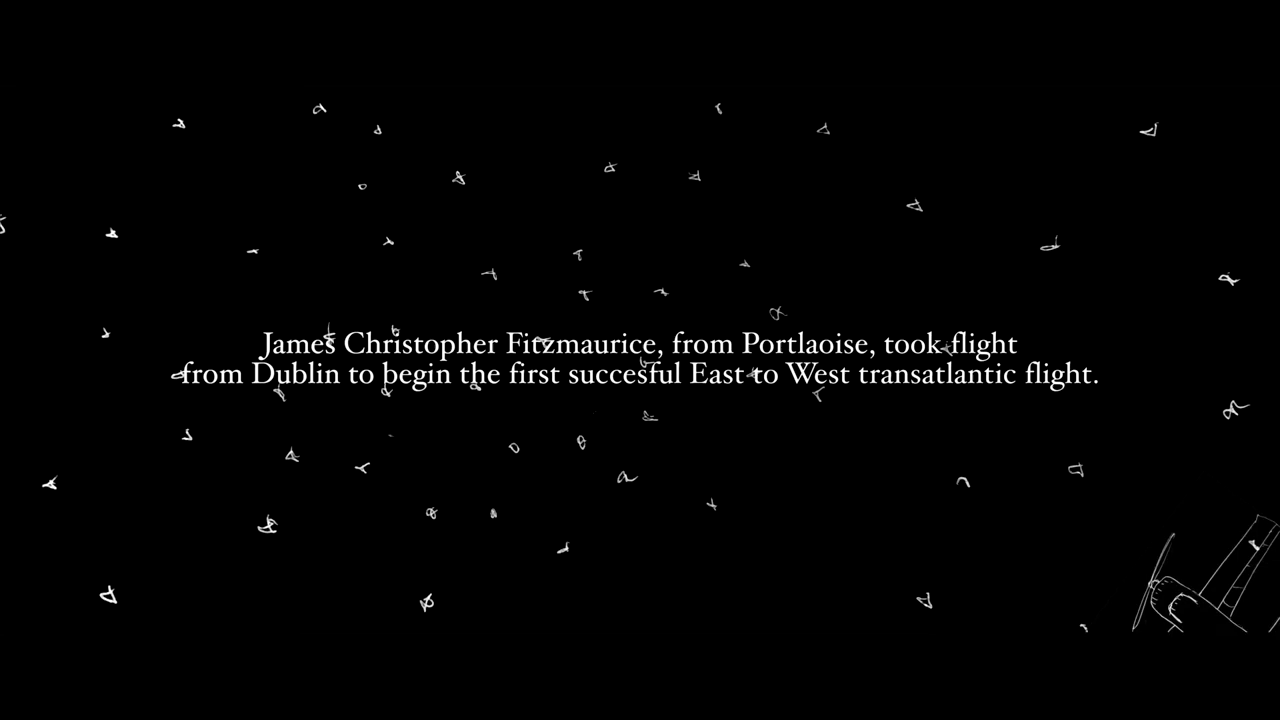 James Christopher Fitzmaurice, from Portlaoise, took flight
from Dublin to begin the first succesful East to West transatlantic flight.